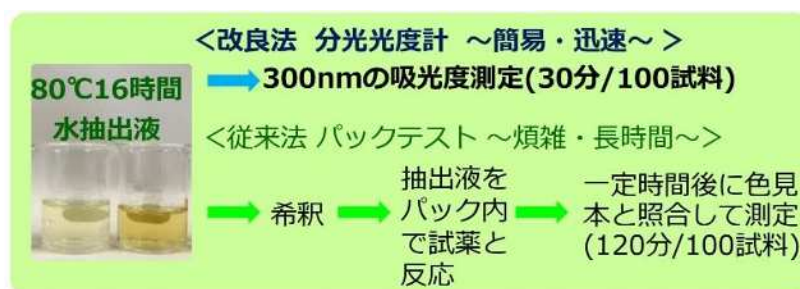 <改良法 分光光度計 ～簡易・迅速～ >
80℃16時間
水抽出液
300nmの吸光度測定(30分/100試料)
<従来法 パックテスト ～煩雑・長時間～>
希釈
抽出液を
パック内
で試薬と
反応
一定時間後に色見
本と照合して測定
(120分/100試料)